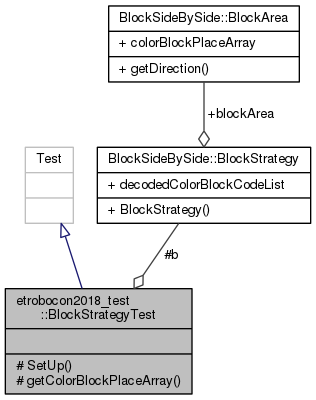 BlockSideBySide::BlockArea
+ colorBlockPlaceArray
+ getDirection()
+blockArea
Test
BlockSideBySide::BlockStrategy
+ decodedColorBlockCodeList
+ BlockStrategy()
#b
etrobocon2018_test
::BlockStrategyTest
# SetUp()
# getColorBlockPlaceArray()